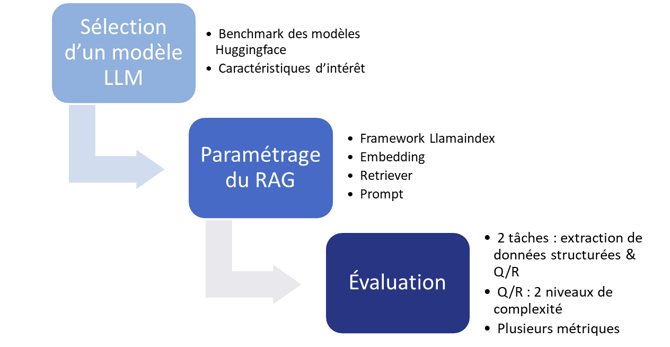 Sélection
d’un modèle
LLM
• Benchmark des modèles
Huggingface
• Caractéristiques d’intérêt
Paramétrage
du RAG
• Framework Llamaindex
• Embedding
• Retriever
• Prompt
Évaluation
• 2 tâches : extraction de
données structurées &
Q/R
• Q/R : 2 niveaux de
complexité
• Plusieurs métriques